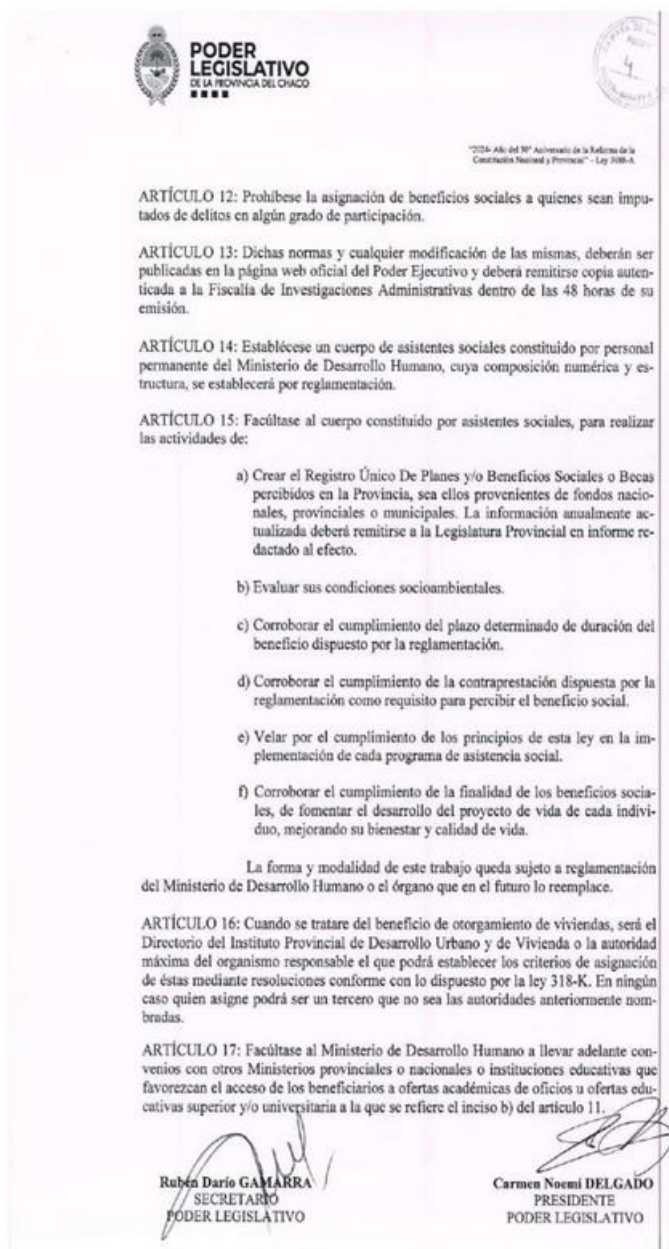 PODER
LEGISLATIVO
DE LA PROVINCIA DEL CHACO
4
"2024- Año del 30° Aniversario de la Reforma de la
Constitución Nacional y Provincial" – Ley 3988-A
ARTÍCULO 12: Prohíbese la asignación de beneficios sociales a quienes sean impu-
tados de delitos en algún grado de participación.
ARTÍCULO 13: Dichas normas y cualquier modificación de las mismas, deberán ser
publicadas en la página web oficial del Poder Ejecutivo y deberá remitirse copia auten-
ticada a la Fiscalía de Investigaciones Administrativas dentro de las 48 horas de su
emisión.
ARTÍCULO 14: Establécese un cuerpo de asistentes sociales constituido por personal
permanente del Ministerio de Desarrollo Humano, cuya composición numérica y es-
tructura, se establecerá por reglamentación.
ARTÍCULO 15: Facúltase al cuerpo constituido por asistentes sociales, para realizar
las actividades de:
a) Crear el Registro Único De Planes y/o Beneficios Sociales o Becas
percibidos en la Provincia, sea ellos provenientes de fondos nacio-
nales, provinciales o municipales. La información anualmente ac-
tualizada deberá remitirse a la Legislatura Provincial en informe re-
dactado al efecto.
b) Evaluar sus condiciones socioambientales.
c) Corroborar el cumplimiento del plazo determinado de duración del
beneficio dispuesto por la reglamentación.
d) Corroborar el cumplimiento de la contraprestación dispuesta por la
reglamentación como requisito para percibir el beneficio social.
e) Velar por el cumplimiento de los principios de esta ley en la im-
plementación de cada programa de asistencia social.
f) Corroborar el cumplimiento de la finalidad de los beneficios socia-
les, de fomentar el desarrollo del proyecto de vida de cada indivi-
duo, mejorando su bienestar y calidad de vida.
La forma y modalidad de este trabajo queda sujeto a reglamentación
del Ministerio de Desarrollo Humano o el órgano que en el futuro lo reemplace.
ARTÍCULO 16: Cuando se tratare del beneficio de otorgamiento de viviendas, será el
Directorio del Instituto Provincial de Desarrollo Urbano y de Vivienda o la autoridad
máxima del organismo responsable el que podrá establecer los criterios de asignación
de éstas mediante resoluciones conforme con lo dispuesto por la ley 318-K. En ningún
caso quien asigne podrá ser un tercero que no sea las autoridades anteriormente nom-
bradas.
ARTÍCULO 17: Facúltase al Ministerio de Desarrollo Humano a llevar adelante con-
venios con otros Ministerios provinciales o nacionales o instituciones educativas que
favorezcan el acceso de los beneficiarios a ofertas académicas de oficios u ofertas edu-
cativas superior y/o universitaria a la que se refiere el inciso b) del artículo 11.
Rubén Darío GAMARRA
SECRETARIO
PODER LEGISLATIVO
Carmen Noemí DELGADO
PRESIDENTE
PODER LEGISLATIVO